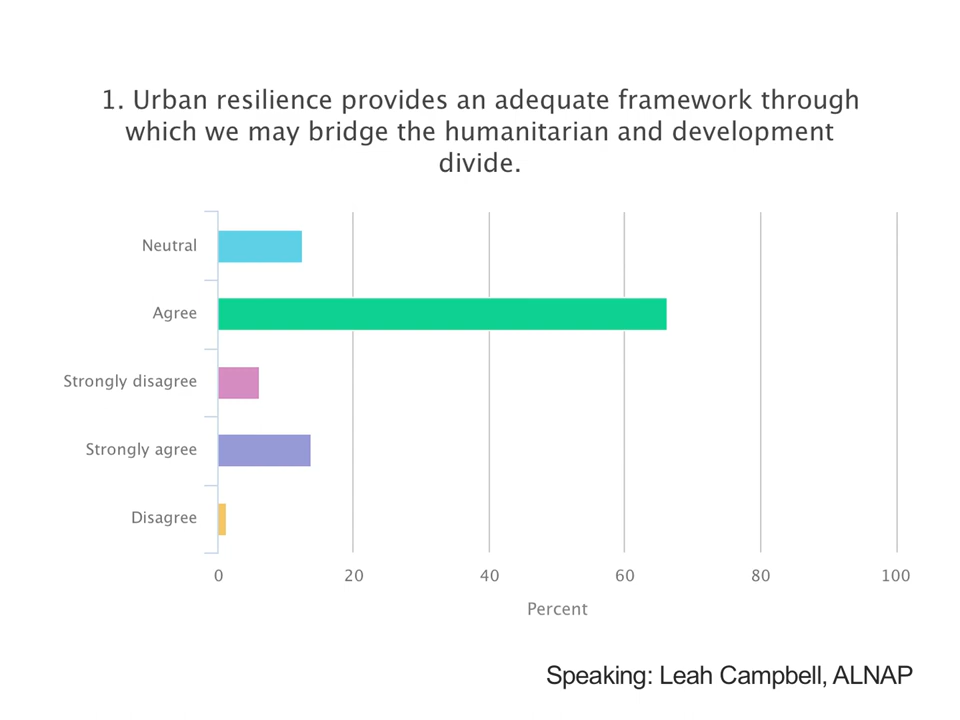 1. Urban resilience provides an adequate framework through
which we may bridge the humanitarian and development
divide.
Neutral
Agree
Strongly disagree
Strongly agree
Disagree
0 20 40 60 80 100
Percent
Speaking: Leah Campbell, ALNAP